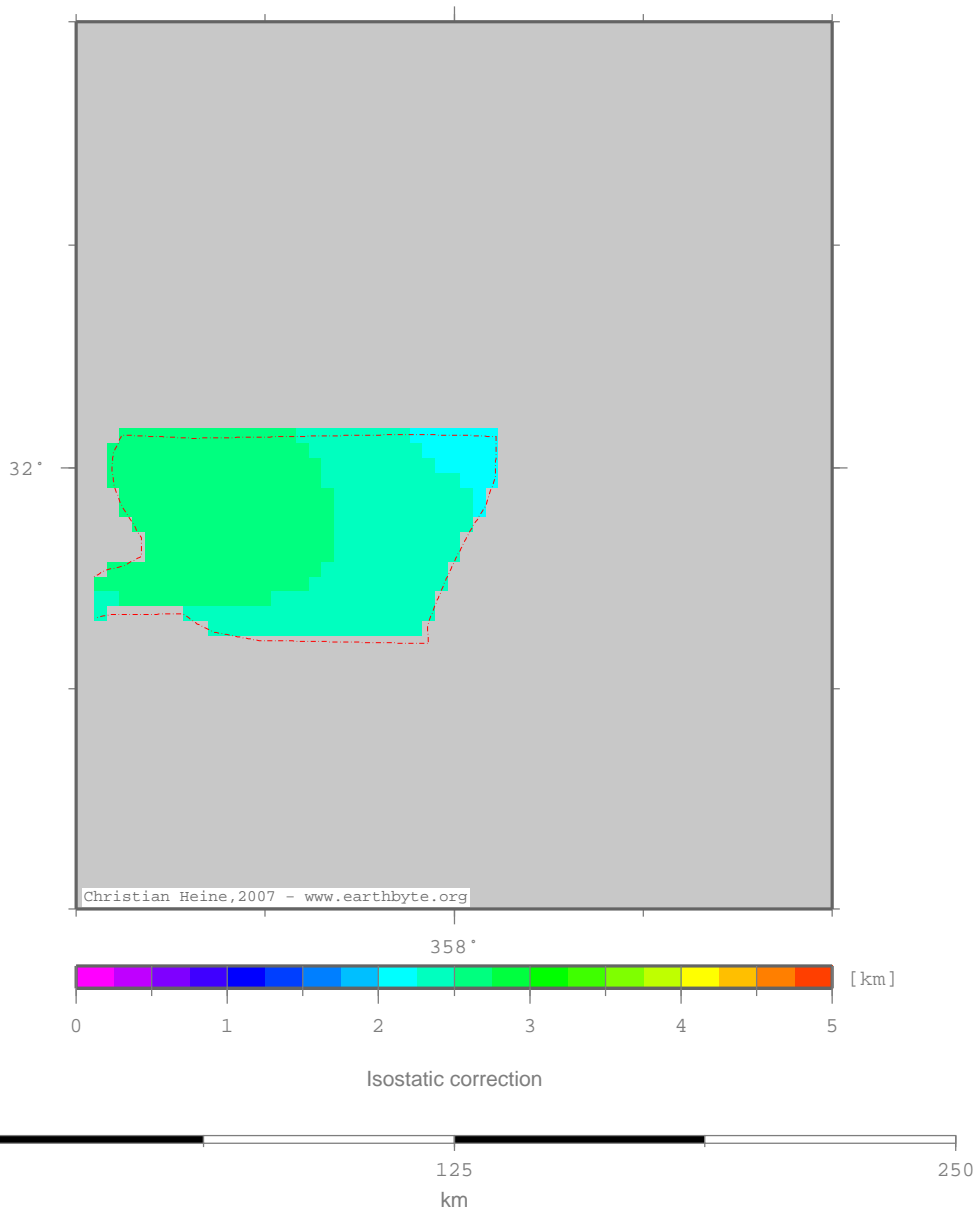 32°
Christian Heine,2007 - www.earthbyte.org
358°
[km]
0 1 2 3 4 5
Isostatic correction
125 250
km